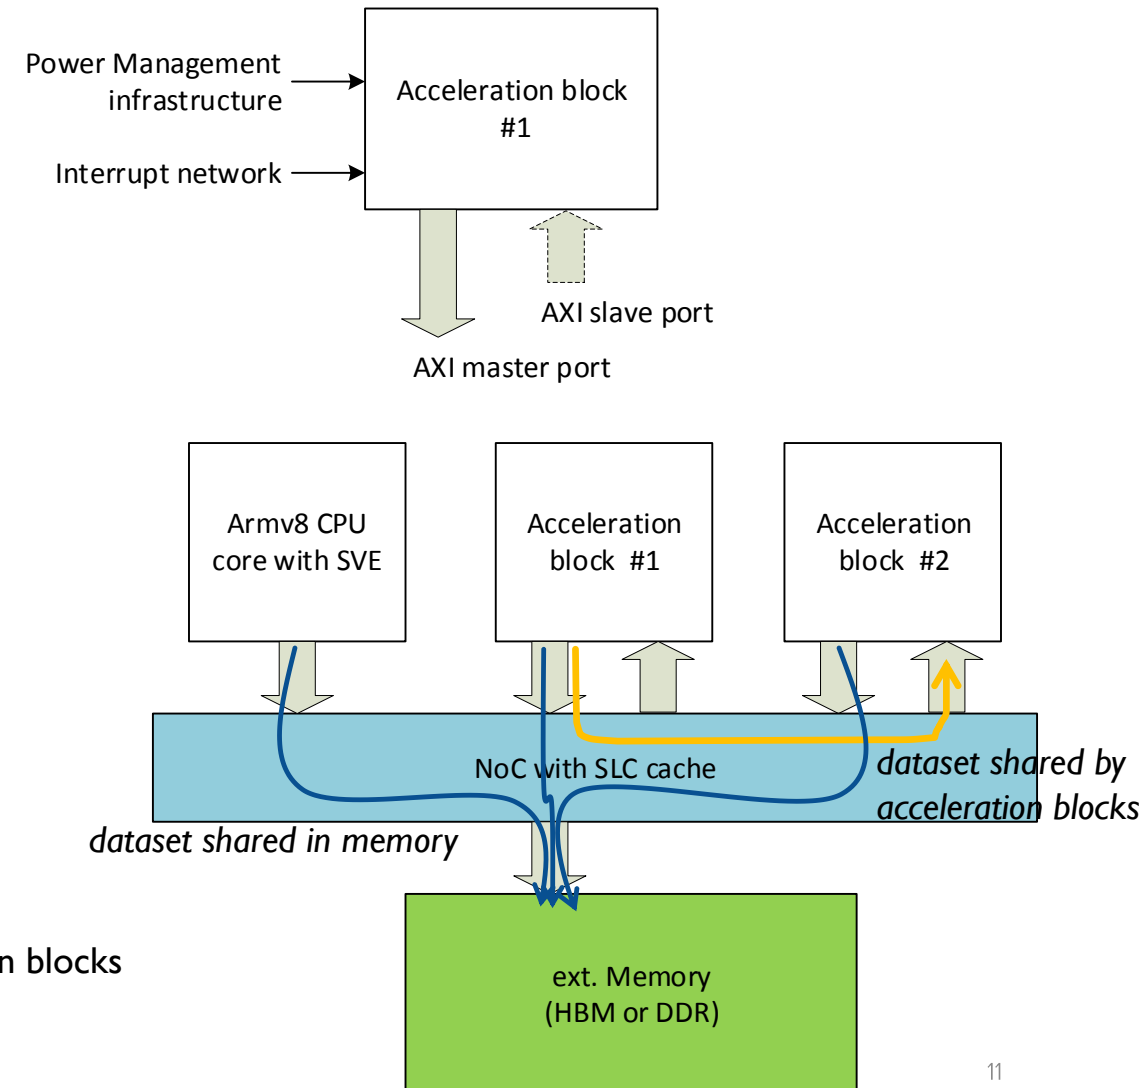 Power Management
infrastructure
Acceleration block
#1
Interrupt network
AXI slave port
AXI master port
Armv8 CPU
core with SVE
Acceleration
block #1
Acceleration
block #2
NoC with SLC cache
dataset shared by
acceleration blocks
dataset shared in memory
n blocks
ext. Memory
(HBM or DDR)
11